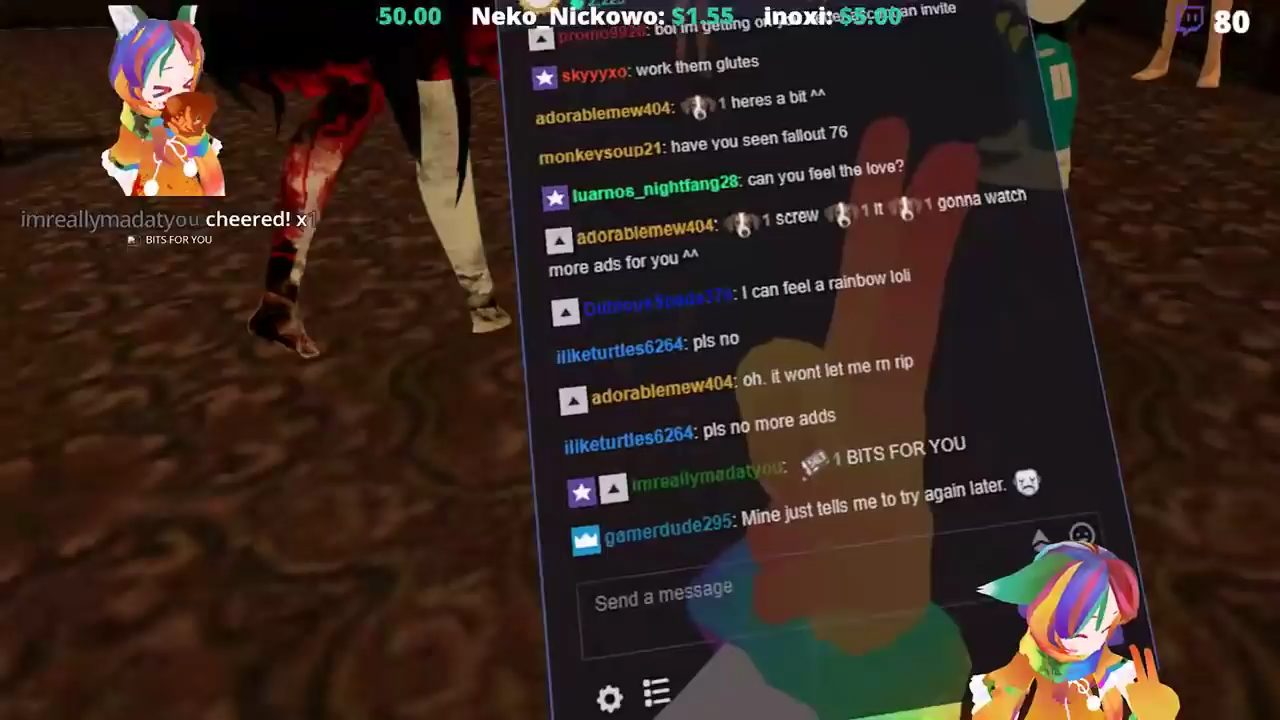 50.00 Neko_Nickowo: $1.55 inoxi: $5.00
80
skyyyxo: work them glutes
adorablemew404: 1 heres a bit ^^
monkeysoup21: have you seen fallout 76
luarnos_nightfang28: can you feel the love?
adorablemew404: 1 screw 1 it 1 gonna watch
more ads for you ^^
imreallymadatyou cheered! x1
BITS FOR YOU
: I can feel a rainbow loli
iliketurtles6264: pls no
adorablemew404: oh. it wont let me rn rip
iliketurtles6264: pls no more adds
imreallymadatyou: 1 BITS FOR YOU
gamerdude295: Mine just tells me to try again later.
Send a message